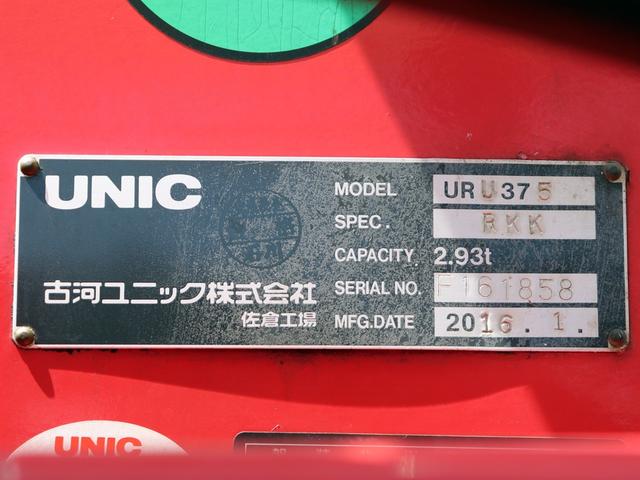 UNIC
MODEL URU375
SPEC. RKK
CAPACITY 2.93t
古河ユニック株式会社
SERIAL NO. F161858
佐倉工場
MFG.DATE 2016.1.
UNIC